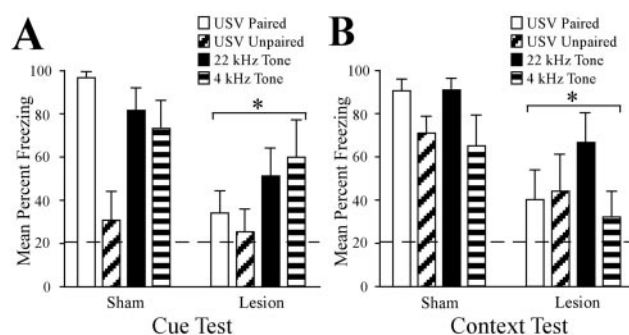 A
USV Paired
USV Unpaired
22 kHz Tone
4 kHz Tone
Mean Percent Freezing
100
80
60
40
20
0
*
Sham
Lesion
Cue Test
B
USV Paired
USV Unpaired
22 kHz Tone
4 kHz Tone
Mean Percent Freezing
100
80
60
40
20
0
*
Sham
Lesion
Context Test